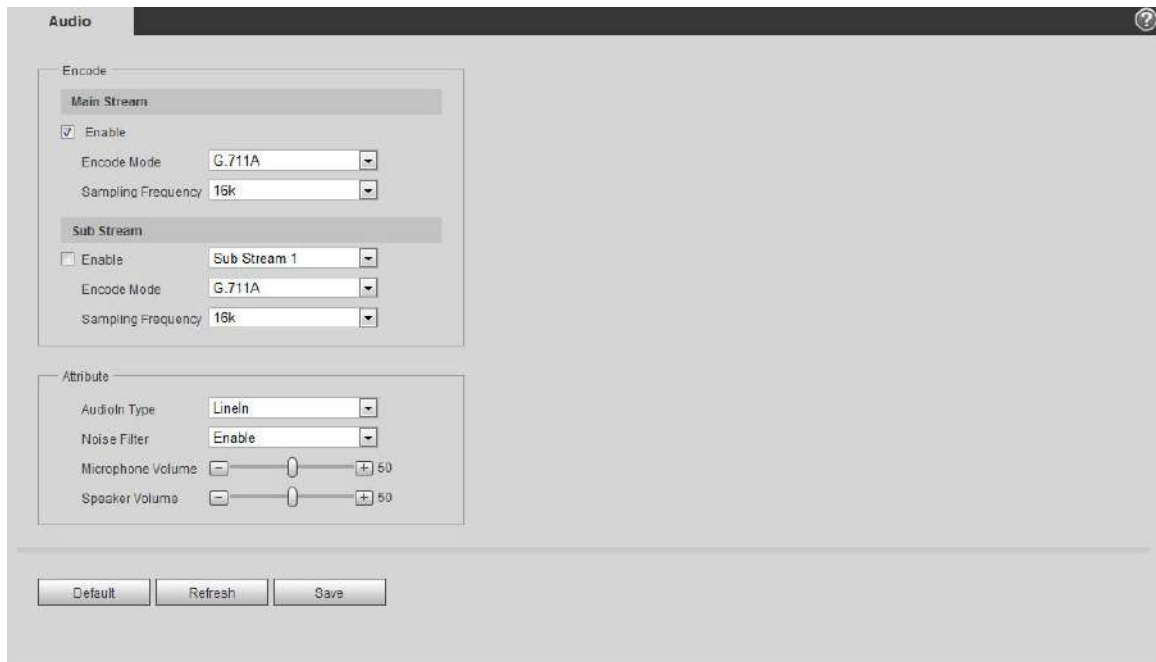 Audio
Encode
Main Stream
Enable
Encode Mode G.711A
Sampling Frequency 16k
Sub Stream
Enable Sub Stream 1
Encode Mode G.711A
Sampling Frequency 16k
Attribute
AudioIn Type LineIn
Noise Filter Enable
Microphone Volume 50
Speaker Volume 50
Default Refresh Save